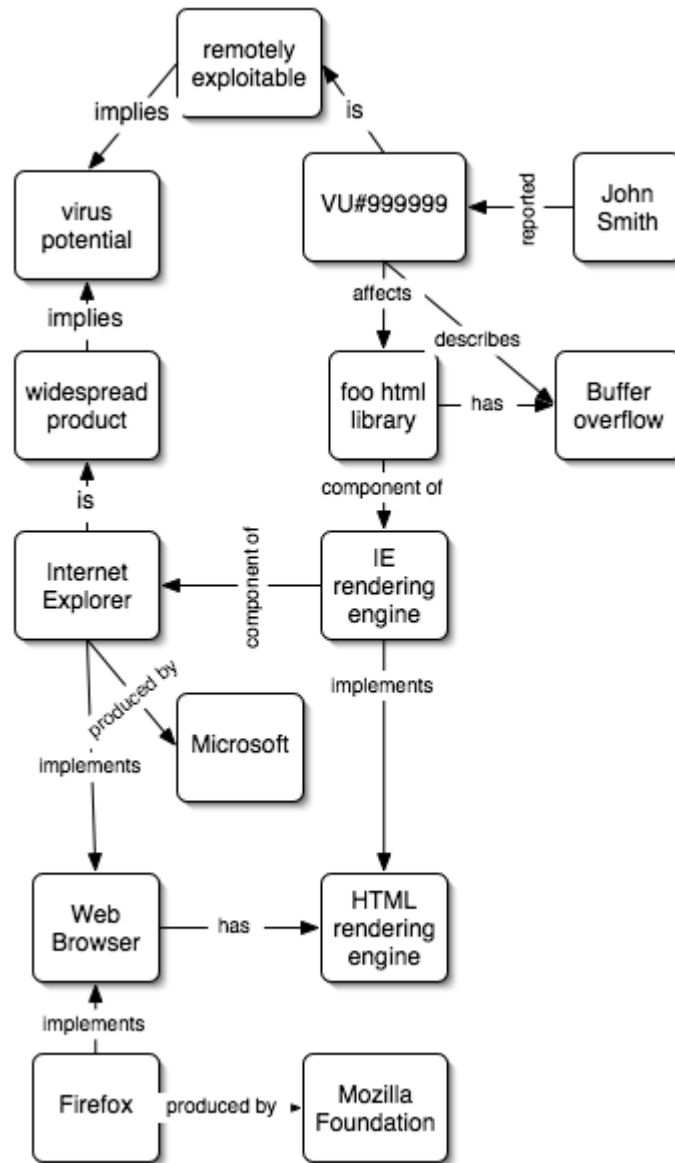 remotely
exploitable
implies
is
virus
potential
VU#999999
reported
John
Smith
implies
affects
describes
widespread
product
foo html
library
has
Buffer
overflow
is
component of
Internet
Explorer
component of
IE
rendering
engine
produced by
implements
Microsoft
implements
Web
Browser
has
HTML
rendering
engine
implements
Firefox
produced by
Mozilla
Foundation